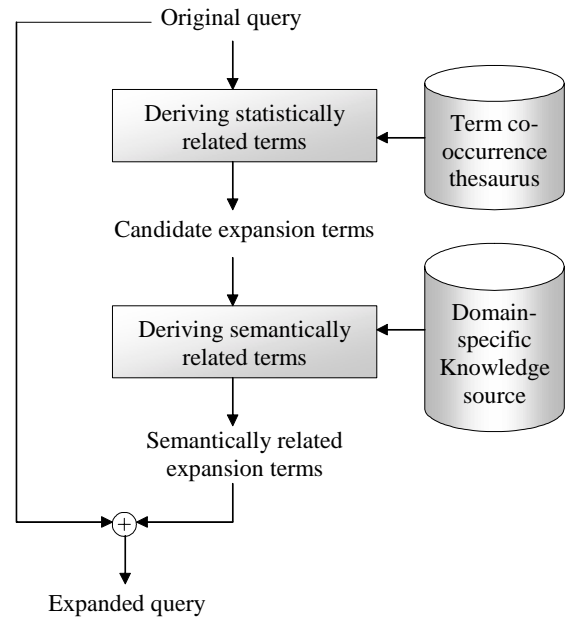 Original query
Deriving statistically
related terms
Term co-
occurrence
thesaurus
Candidate expansion terms
Deriving semantically
related terms
Domain-
specific
Knowledge
source
Semantically related
expansion terms
+
Expanded query